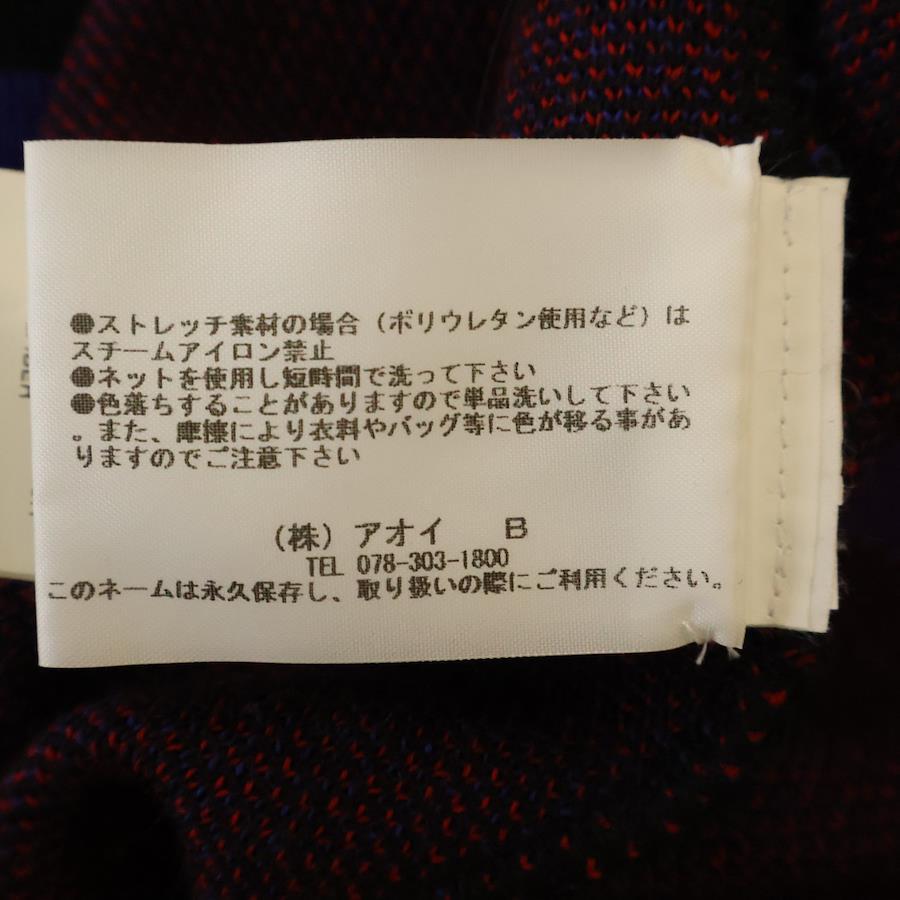 ●ストレッチ素材の場合（ボリウレタン使用など）は
スチームアイロン禁止
●ネットを使用し短時間で洗って下さい
●色落ちすることがありますので単品洗いして下さい
。また、摩擦により衣料やバッグ等に色が移る事があ
りますのでご注意下さい
（株）アオイ　B
TEL 078-303-1800
このネームは永久保存し、取り扱いの際にご利用ください。